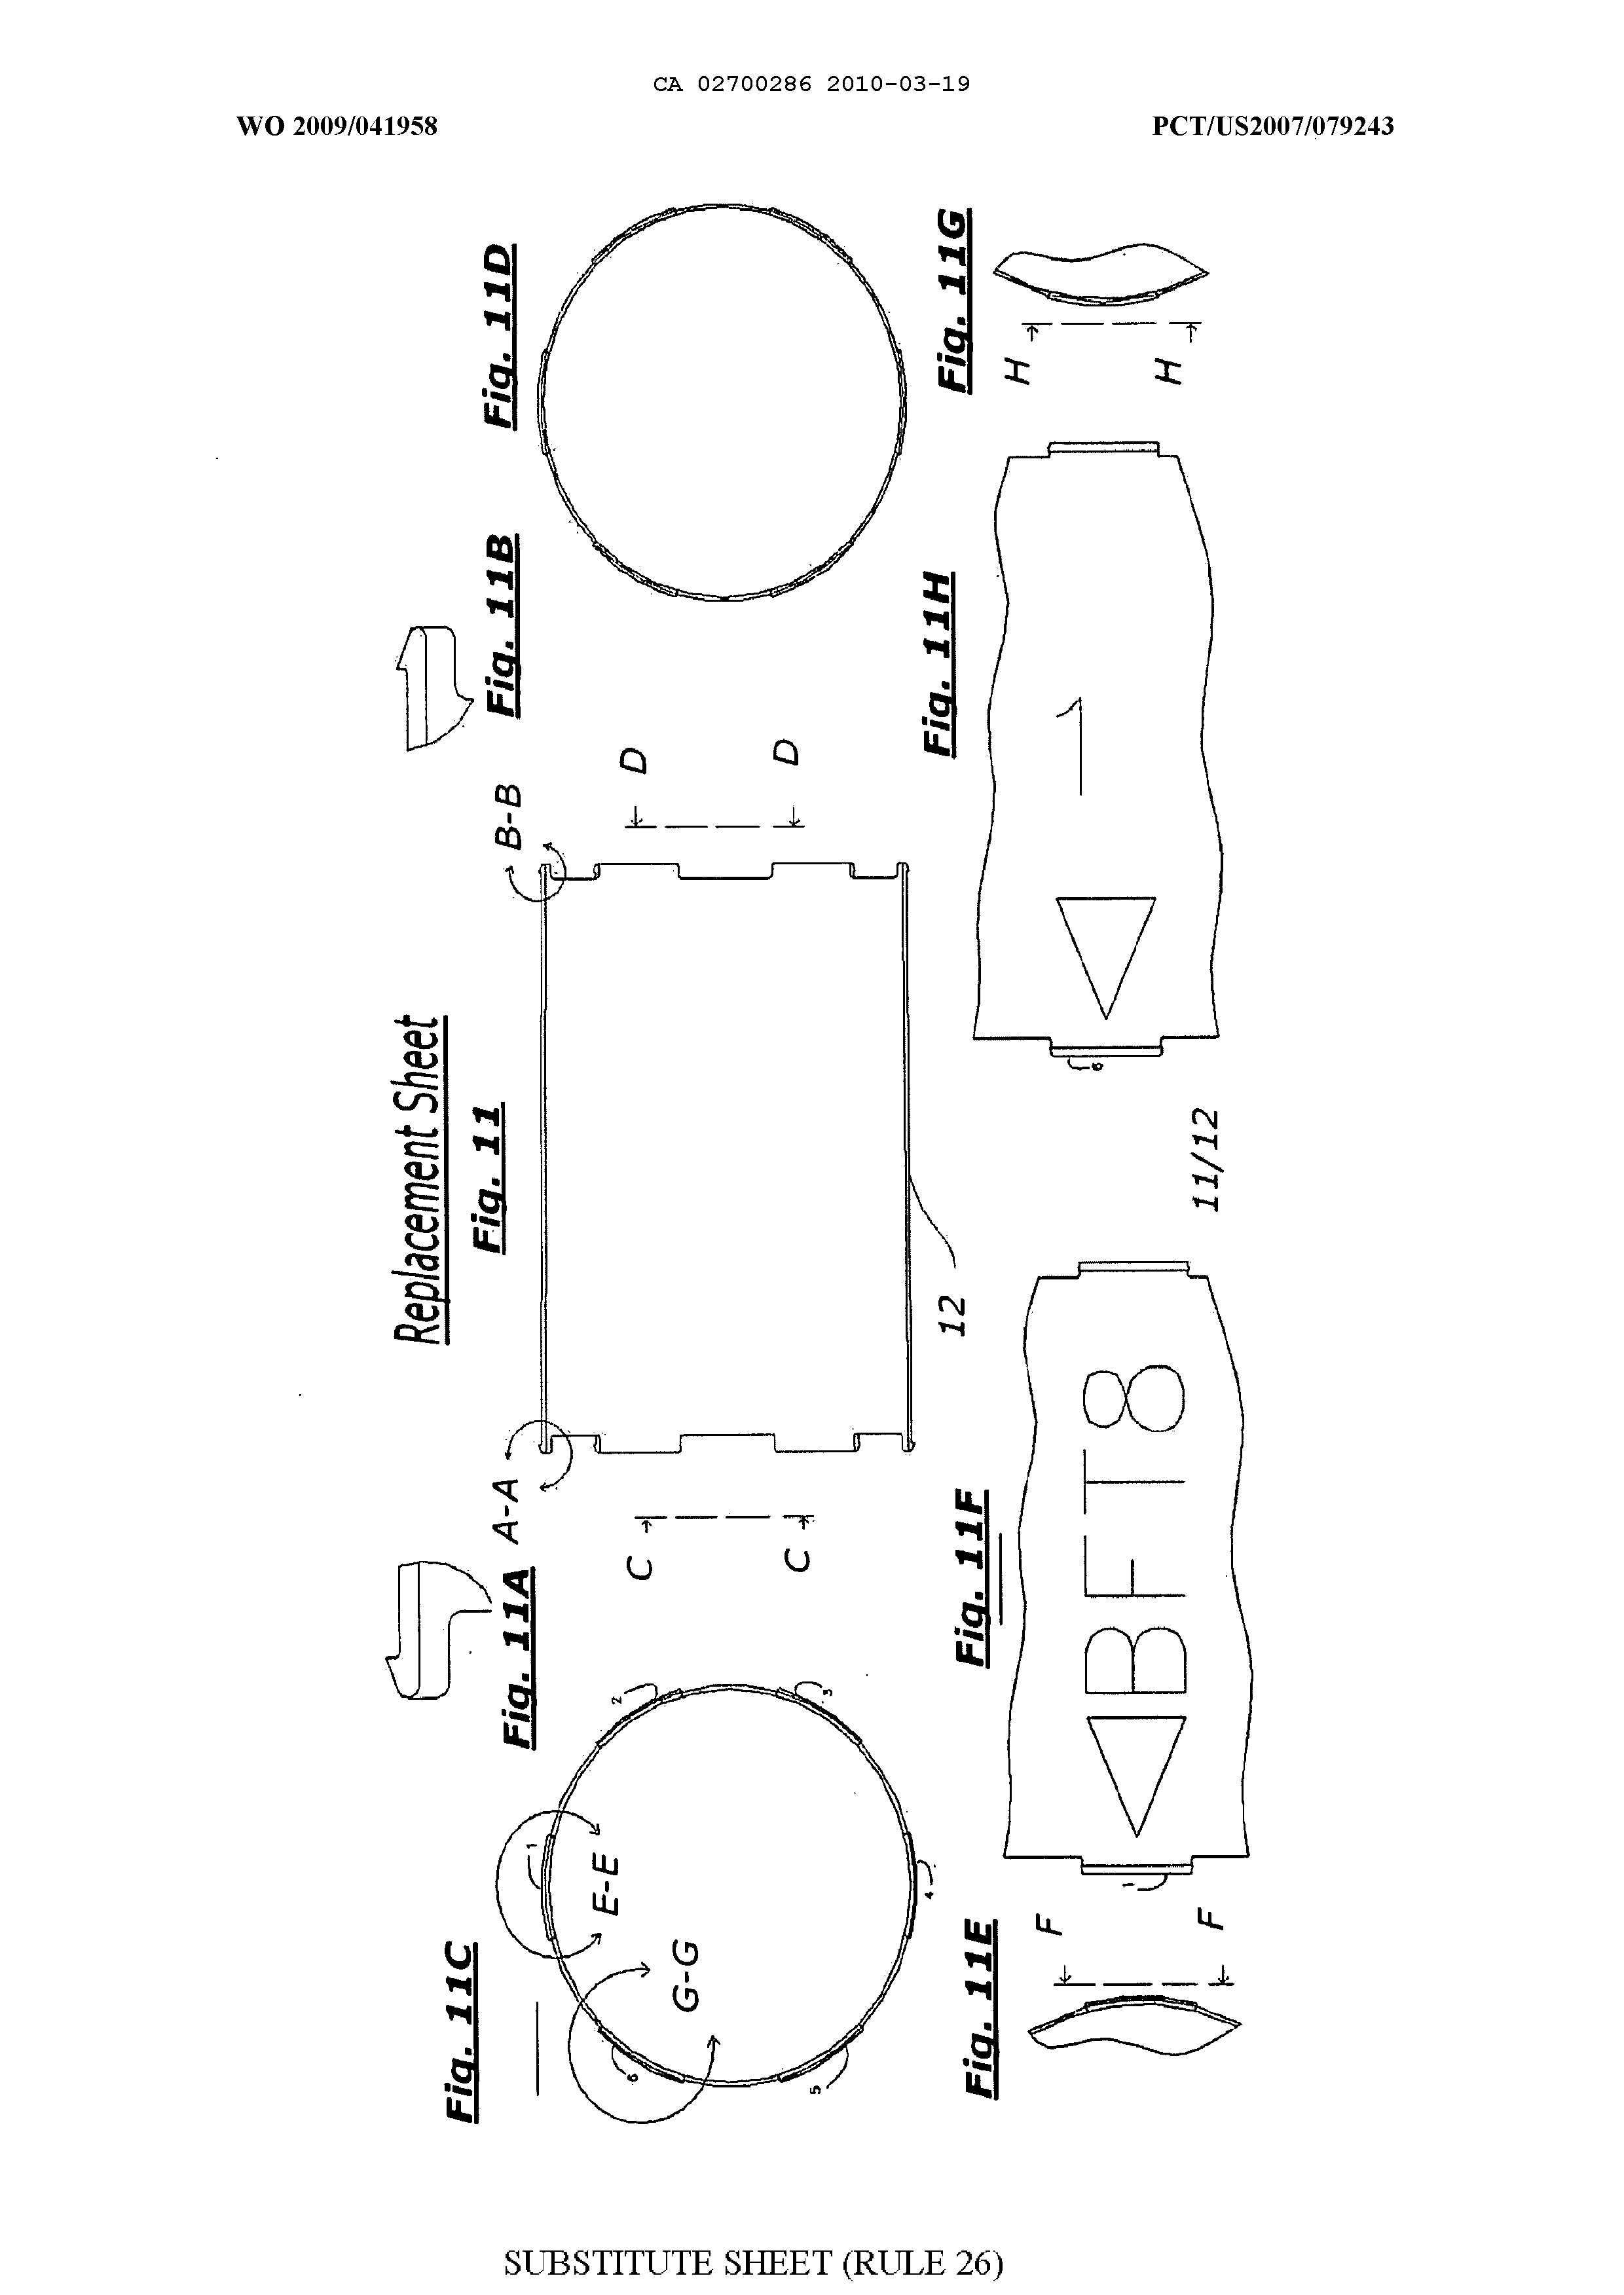 CA 02700286 2010-03-19
WO 2009/041958
PCT/US2007/079243
Replacement Sheet
Fig. 11
A-A
B-B
12
C
C
D
D
Fig. 11A
Fig. 11B
Fig. 11C
1
2
3
4
5
6
E-E
G-G
Fig. 11D
Fig. 11E
F
F
Fig. 11F
1
BFT8
Fig. 11H
6
1
Fig. 11G
H
H
11/12
SUBSTITUTE SHEET (RULE 26)